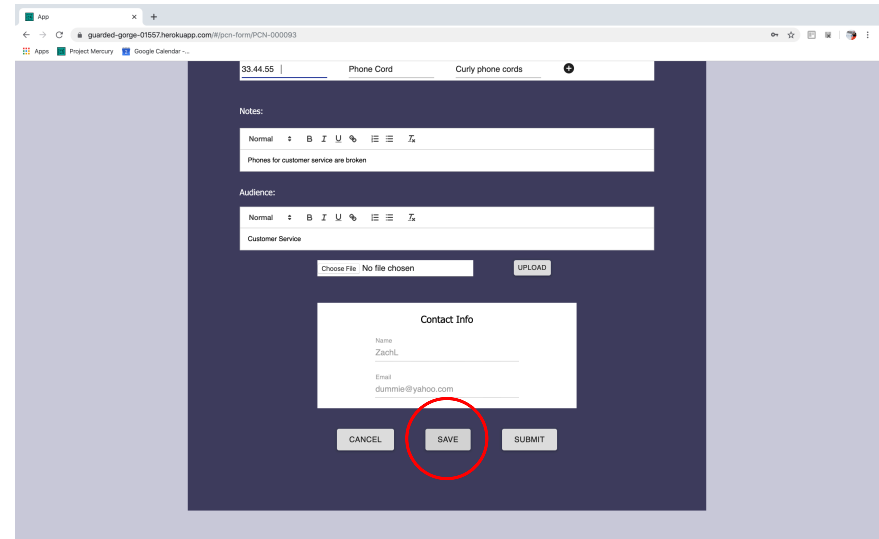 App
guarded-gorge-01557.herokuapp.com/#/pcn-form/PCN-000093
Apps Project Mercury Google Calendar -...
33.44.55 Phone Cord Curly phone cords
Notes:
Normal B I U
Phones for customer service are broken
Audience:
Normal B I U
Customer Service
Choose File No file chosen UPLOAD
Contact Info
Name
ZachL
Email
dummie@yahoo.com
CANCEL SAVE SUBMIT